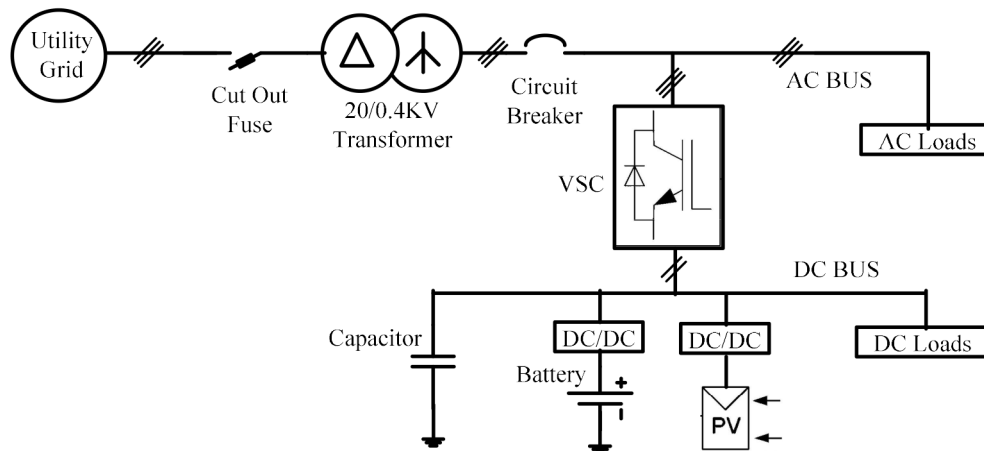 Utility
Grid
Cut Out
Fuse
20/0.4KV
Transformer
Circuit
Breaker
AC BUS
AC Loads
VSC
DC BUS
Capacitor
DC/DC
DC/DC
DC Loads
Battery
+
PV